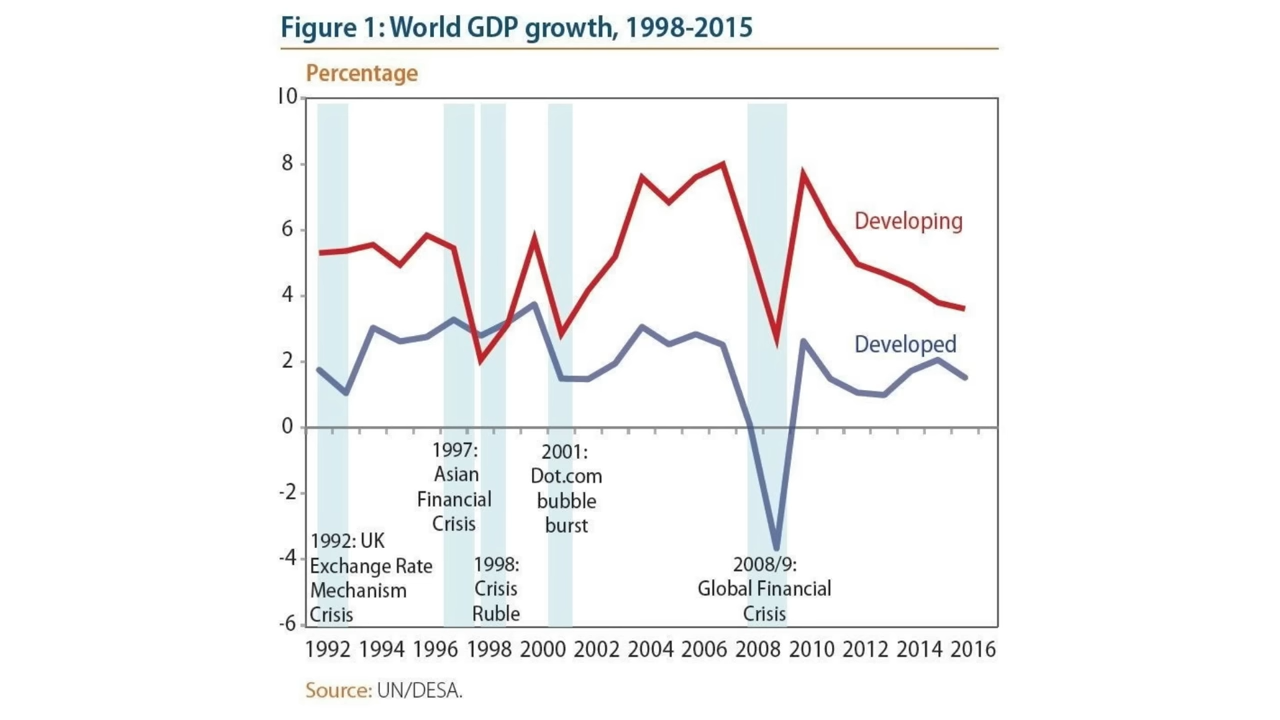 Figure 1: World GDP growth, 1998-2015
Percentage
10
8
6
4
2
0
-2
-4
-6
Developing
Developed
1992: UK
Exchange Rate
Mechanism
Crisis
1997:
Asian
Financial
Crisis
1998:
Crisis
Ruble
2001:
Dot.com
bubble
burst
2008/9:
Global Financial
Crisis
1992 1994 1996 1998 2000 2002 2004 2006 2008 2010 2012 2014 2016
Source: UN/DESA.